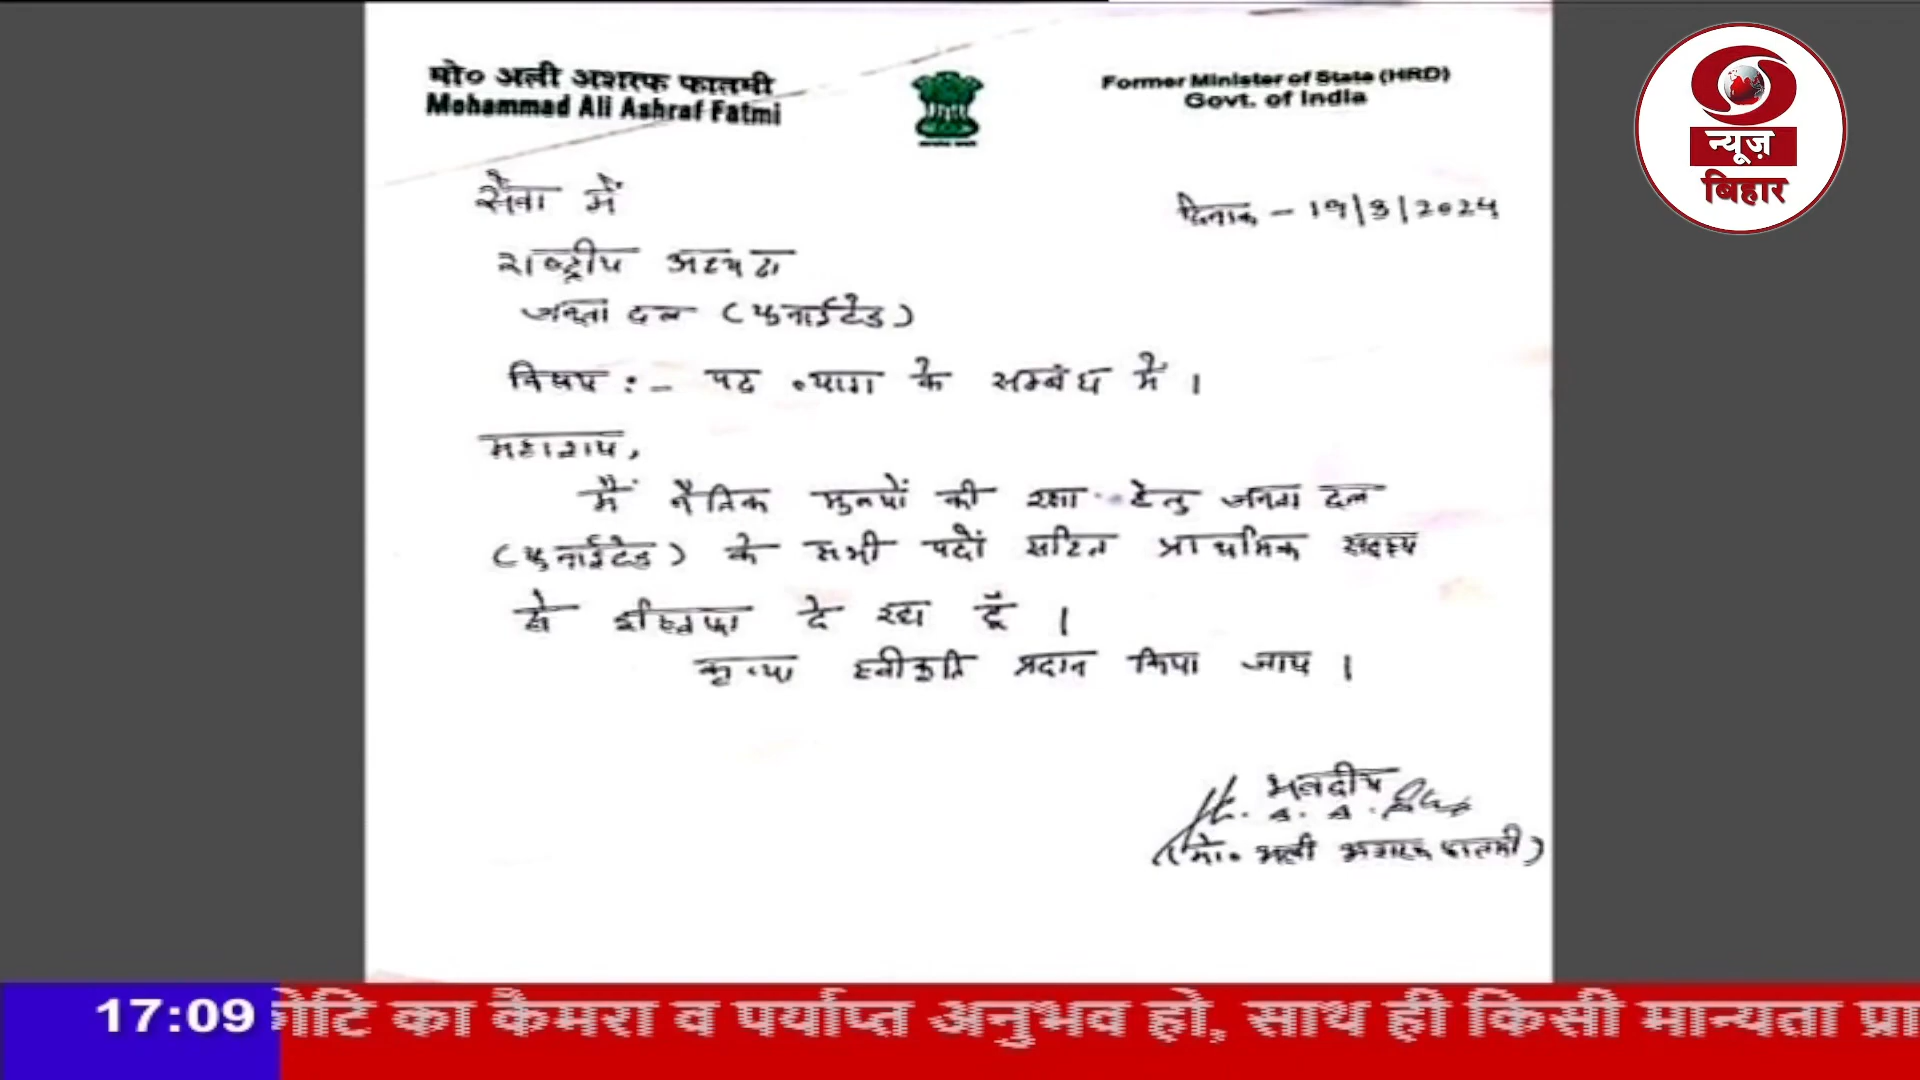 मो० अली अशरफ फातमी
Mohammad Ali Ashraf Fatmi
Former Minister of State (HRD)
Govt. of India
न्यूज़
बिहार
सेवा में
दिनांक - 19/3/2024
राष्ट्रीय अध्यक्ष
जनता दल (युनाईटेड)
विषय :- पद त्याग के सम्बंध में ।
महाशय,
मैं नैतिक मुल्यों की रक्षा हेतु जनता दल
(युनाईटेड) के सभी पदों सहित प्राथमिक सदस्य
से इस्तिफा दे रहा हूँ ।
कृप्या स्वीकृति प्रदान किया जाय ।
भवदीय
(मो० अली अशरफ फातमी)
17:09
का कैमरा व पर्याप्त अनुभव हो, साथ ही किसी मान्यता प्रा